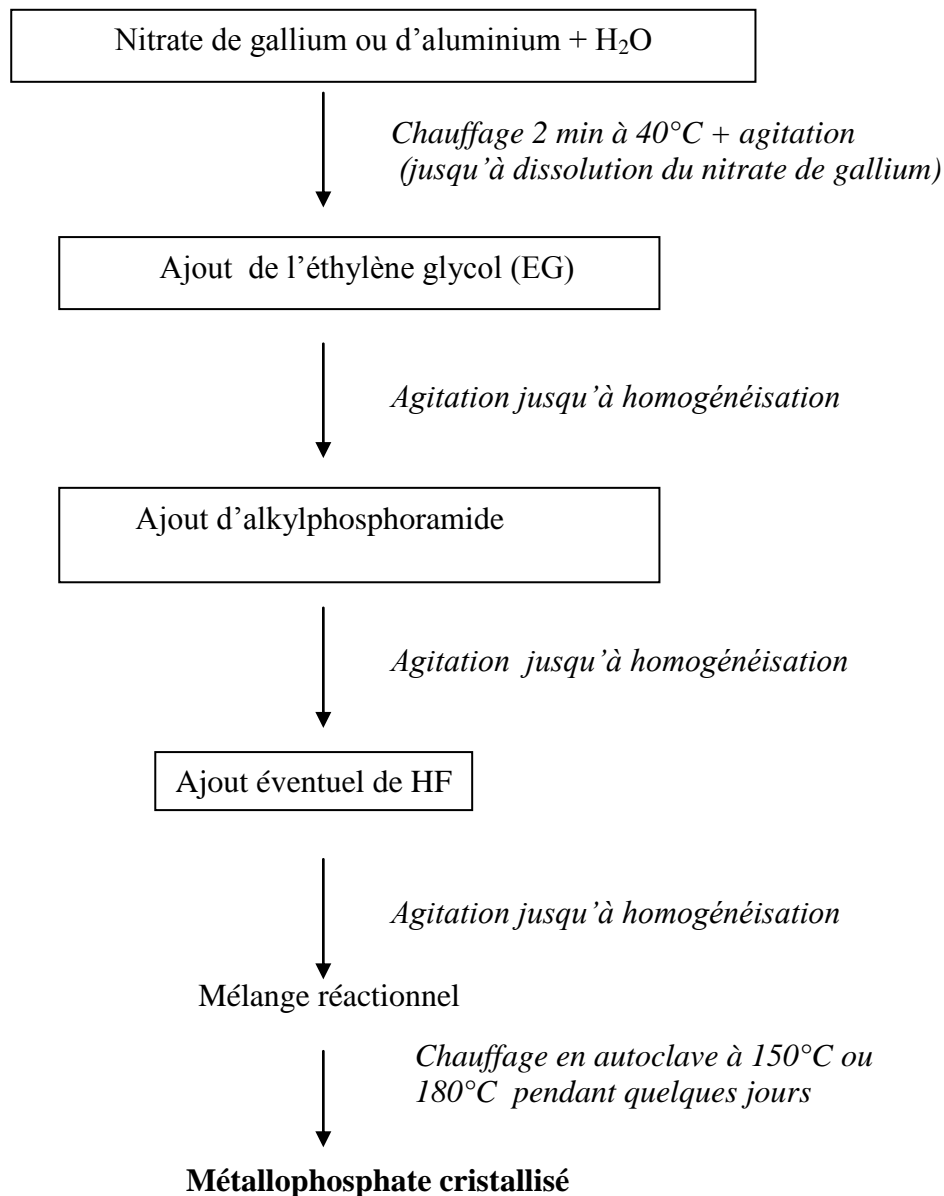 Nitrate de gallium ou d’aluminium + H₂O
Chauffage 2 min à 40°C + agitation
(jusqu’à dissolution du nitrate de gallium)
Ajout de l’éthylène glycol (EG)
Agitation jusqu’à homogénéisation
Ajout d’alkylphosphoramide
Agitation jusqu’à homogénéisation
Ajout éventuel de HF
Agitation jusqu’à homogénéisation
Mélange réactionnel
Chauffage en autoclave à 150°C ou
180°C pendant quelques jours
Métallophosphate cristallisé